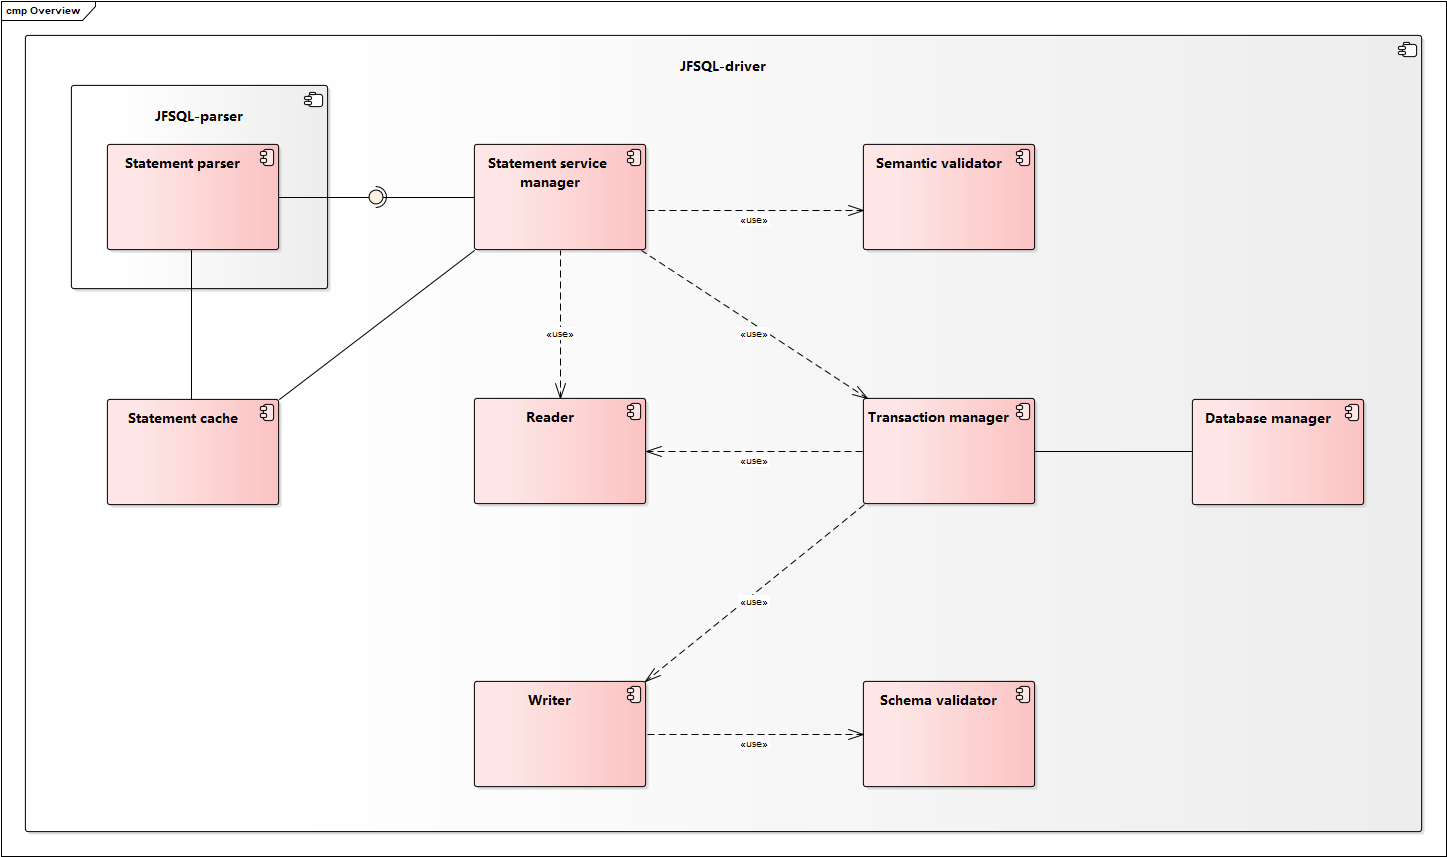 cmp Overview
JFSQL-driver
JFSQL-parser
Statement parser
Statement service
manager
Semantic validator
«use»
«use»
«use»
Statement cache
Reader
Transaction manager
Database manager
«use»
«use»
Writer
Schema validator
«use»